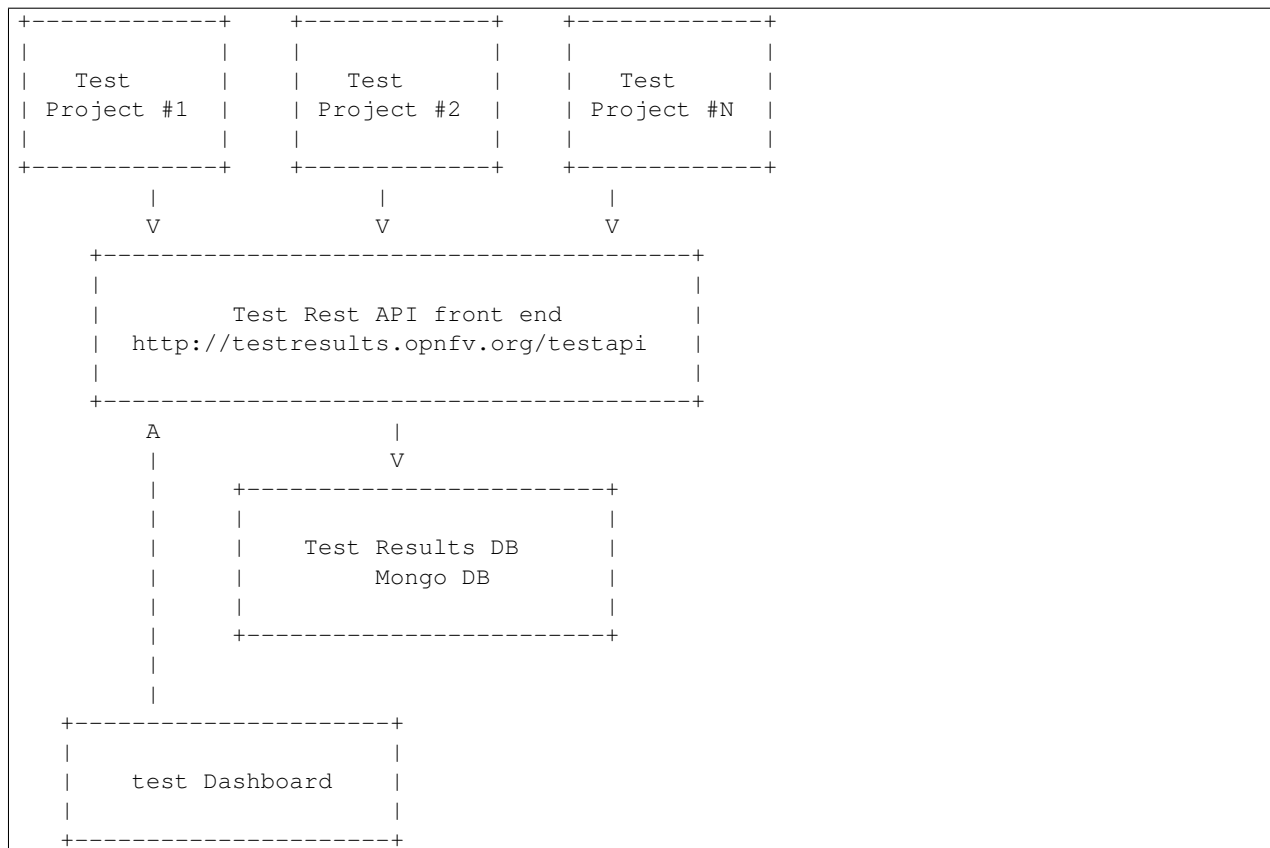 Test Test Test
Project #1 Project #2 Project #N
V V V
Test Rest API front end
http://testresults.opnfv.org/testapi
A
V
Test Results DB
Mongo DB
test Dashboard